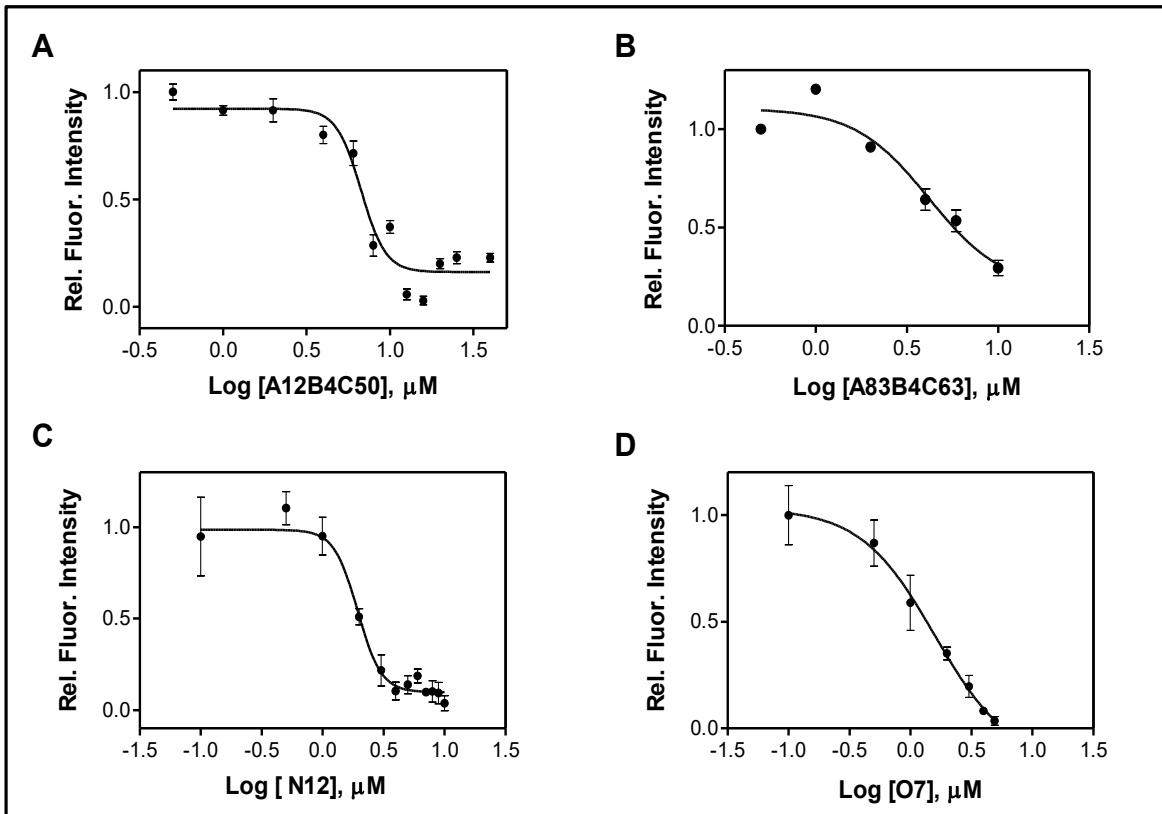 A
Rel. Fluor. Intensity
1.0
0.5
0.0
-0.5 0.0 0.5 1.0 1.5
Log [A12B4C50], μM
B
Rel. Fluor. Intensity
1.0
0.5
0.0
-0.5 0.0 0.5 1.0 1.5
Log [A83B4C63], μM
C
Rel. Fluor. Intensity
1.0
0.5
0.0
-1.5 -1.0 -0.5 0.0 0.5 1.0 1.5
Log [ N12], μM
D
Rel. Fluor. Intensity
1.0
0.5
0.0
-1.5 -1.0 -0.5 0.0 0.5 1.0 1.5
Log [O7], μM